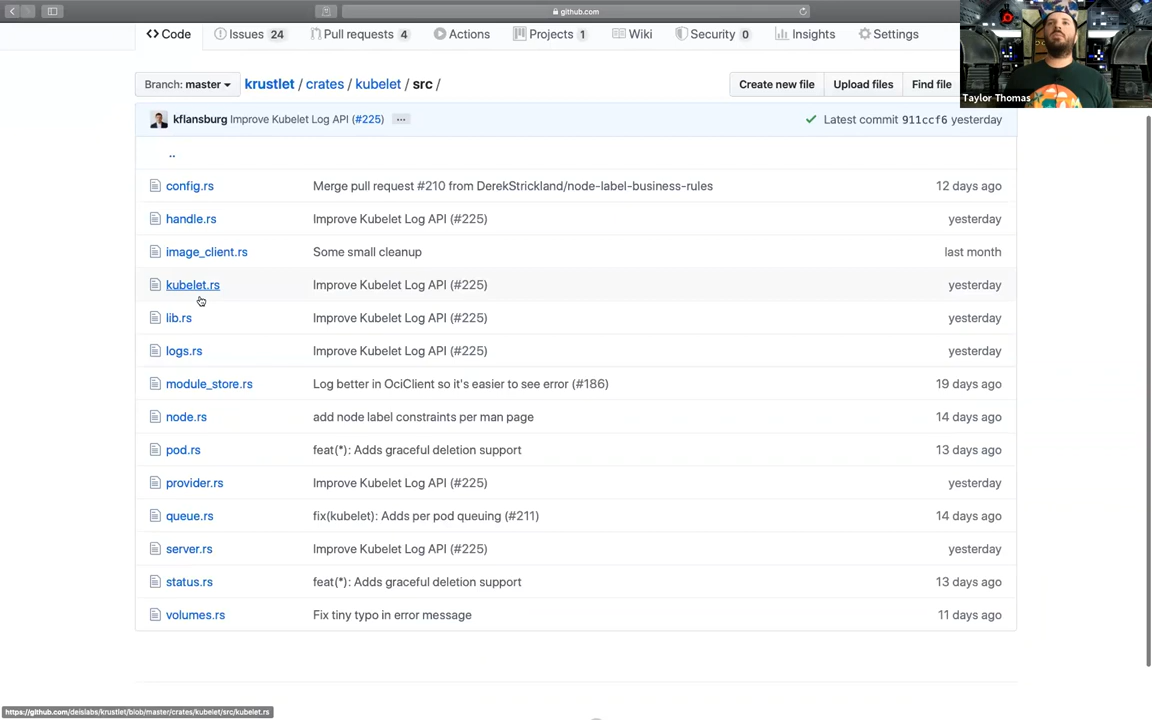 github.com
Code
Issues 24
Pull requests 4
Actions
Projects 1
Wiki
Security 0
Insights
Settings
Taylor Thomas
Branch: master
krustlet / crates / kubelet / src /
Create new file
Upload files
Find file
kflansburg Improve Kubelet Log API (#225) ...
Latest commit 911ccf6 yesterday
..
config.rs Merge pull request #210 from DerekStrickland/node-label-business-rules 12 days ago
handle.rs Improve Kubelet Log API (#225) yesterday
image_client.rs Some small cleanup last month
kubelet.rs Improve Kubelet Log API (#225) yesterday
lib.rs Improve Kubelet Log API (#225) yesterday
logs.rs Improve Kubelet Log API (#225) yesterday
module_store.rs Log better in OciClient so it's easier to see error (#186) 19 days ago
node.rs add node label constraints per man page 14 days ago
pod.rs feat(*): Adds graceful deletion support 13 days ago
provider.rs Improve Kubelet Log API (#225) yesterday
queue.rs fix(kubelet): Adds per pod queuing (#211) 14 days ago
server.rs Improve Kubelet Log API (#225) yesterday
status.rs feat(*): Adds graceful deletion support 13 days ago
volumes.rs Fix tiny typo in error message 11 days ago
https://github.com/deislabs/krustlet/blob/master/crates/kubelet/src/kubelet.rs